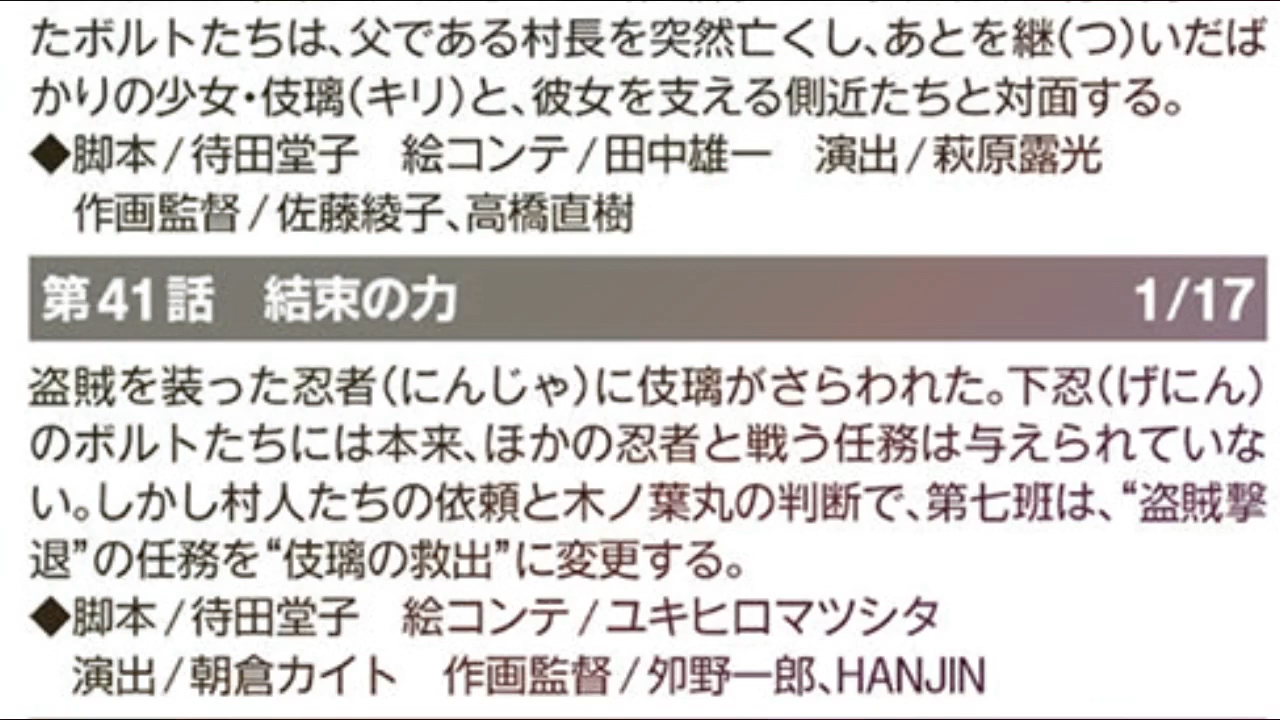 たボルトたちは、父である村長を突然亡くし、あとを継(つ)いだば
かりの少女・伎璃(キリ)と、彼女を支える側近たちと対面する。
◆脚本/待田堂子　絵コンテ/田中雄一　演出/萩原露光
作画監督/佐藤綾子、高橋直樹
第41話　結束の力　1/17
盗賊を装った忍者(にんじゃ)に伎璃がさらわれた。下忍(げにん)
のボルトたちには本来、ほかの忍者と戦う任務は与えられていな
い。しかし村人たちの依頼と木ノ葉丸の判断で、第七班は、“盗賊撃
退”の任務を“伎璃の救出”に変更する。
◆脚本/待田堂子　絵コンテ/ユキヒロマツシタ
演出/朝倉カイト　作画監督/夘野一郎、HANJIN